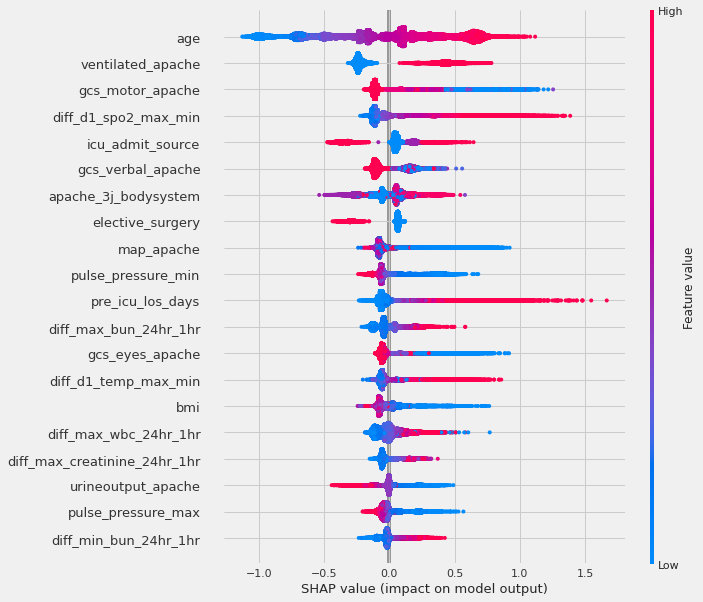 High
age
ventilated_apache
gcs_motor_apache
diff_d1_spo2_max_min
icu_admit_source
gcs_verbal_apache
apache_3j_bodysystem
elective_surgery
map_apache
pulse_pressure_min
pre_icu_los_days
diff_max_bun_24hr_1hr
gcs_eyes_apache
diff_d1_temp_max_min
bmi
diff_max_wbc_24hr_1hr
diff_max_creatinine_24hr_1hr
urineoutput_apache
pulse_pressure_max
diff_min_bun_24hr_1hr
Feature value
Low
−1.0 −0.5 0.0 0.5 1.0 1.5
SHAP value (impact on model output)